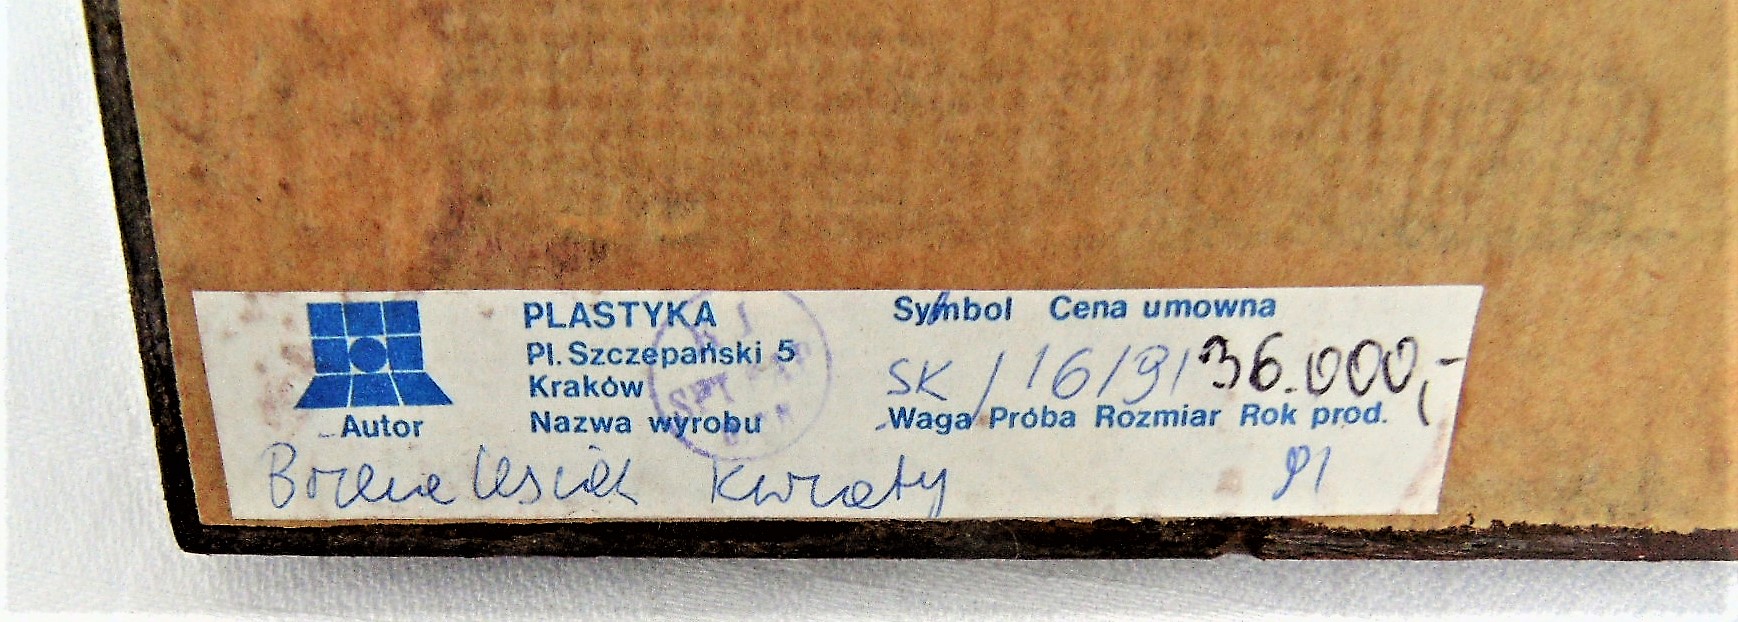 PLASTYKA
Pl. Szczepański 5
Kraków
Symbol Cena umowna
SK/16/91 36.000,-
Autor Nazwa wyrobu
Waga Próba Rozmiar Rok prod.
Kwiaty 91